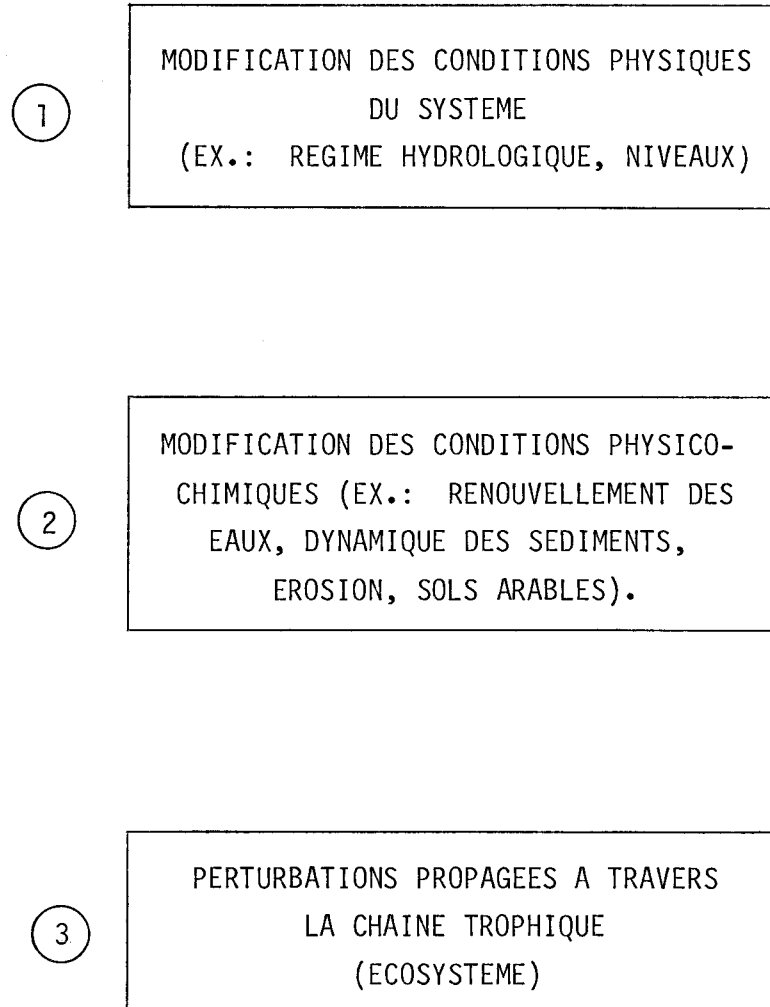 MODIFICATION DES CONDITIONS PHYSIQUES
DU SYSTEME
(EX.: REGIME HYDROLOGIQUE, NIVEAUX)
1
MODIFICATION DES CONDITIONS PHYSICO-
CHIMIQUES (EX.: RENOUVELLEMENT DES
EAUX, DYNAMIQUE DES SEDIMENTS,
EROSION, SOLS ARABLES).
2
PERTURBATIONS PROPAGEES A TRAVERS
LA CHAINE TROPHIQUE
(ECOSYSTEME)
3